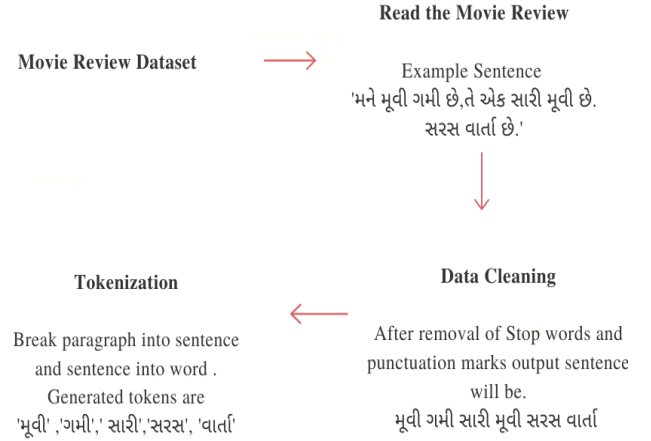 Movie Review Dataset
Read the Movie Review
Example Sentence
'મને મૂવી ગમી છે,તે એક સારી મૂવી છે.
સરસ વાર્તા છે.'
Data Cleaning
After removal of Stop words and
punctuation marks output sentence
will be.
મૂવી ગમી સારી મૂવી સરસ વાર્તા
Tokenization
Break paragraph into sentence
and sentence into word .
Generated tokens are
'મૂવી' ,'ગમી',' સારી','સરસ', 'વાર્તા'